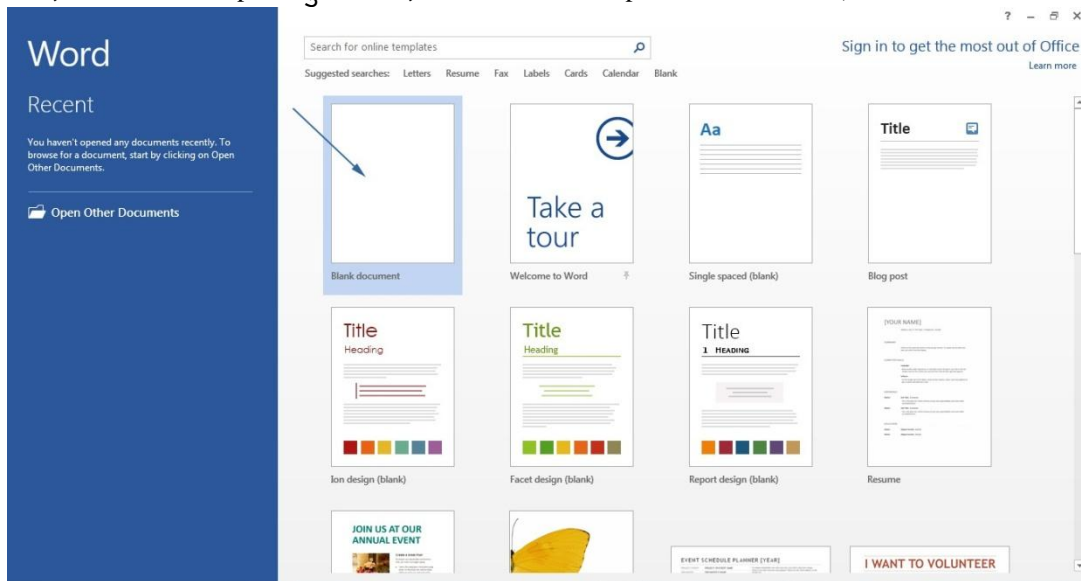 ? – X
Word
Search for online templates
Sign in to get the most out of Office
Learn more
Suggested searches: Letters Resume Fax Labels Cards Calendar Blank
Recent
You haven't opened any documents recently. To
browse for a document, start by clicking on Open
Other Documents.
Open Other Documents
Aa
Title
Take a
tour
Blank document
Welcome to Word
Single spaced (blank)
Blog post
Title
Heading
Title
Heading
Title
1 HEADING
[YOUR NAME]
Ion design (blank)
Facet design (blank)
Report design (blank)
Resume
JOIN US AT OUR
ANNUAL EVENT
EVENT SCHEDULE PLANNER [YEAR]
I WANT TO VOLUNTEER